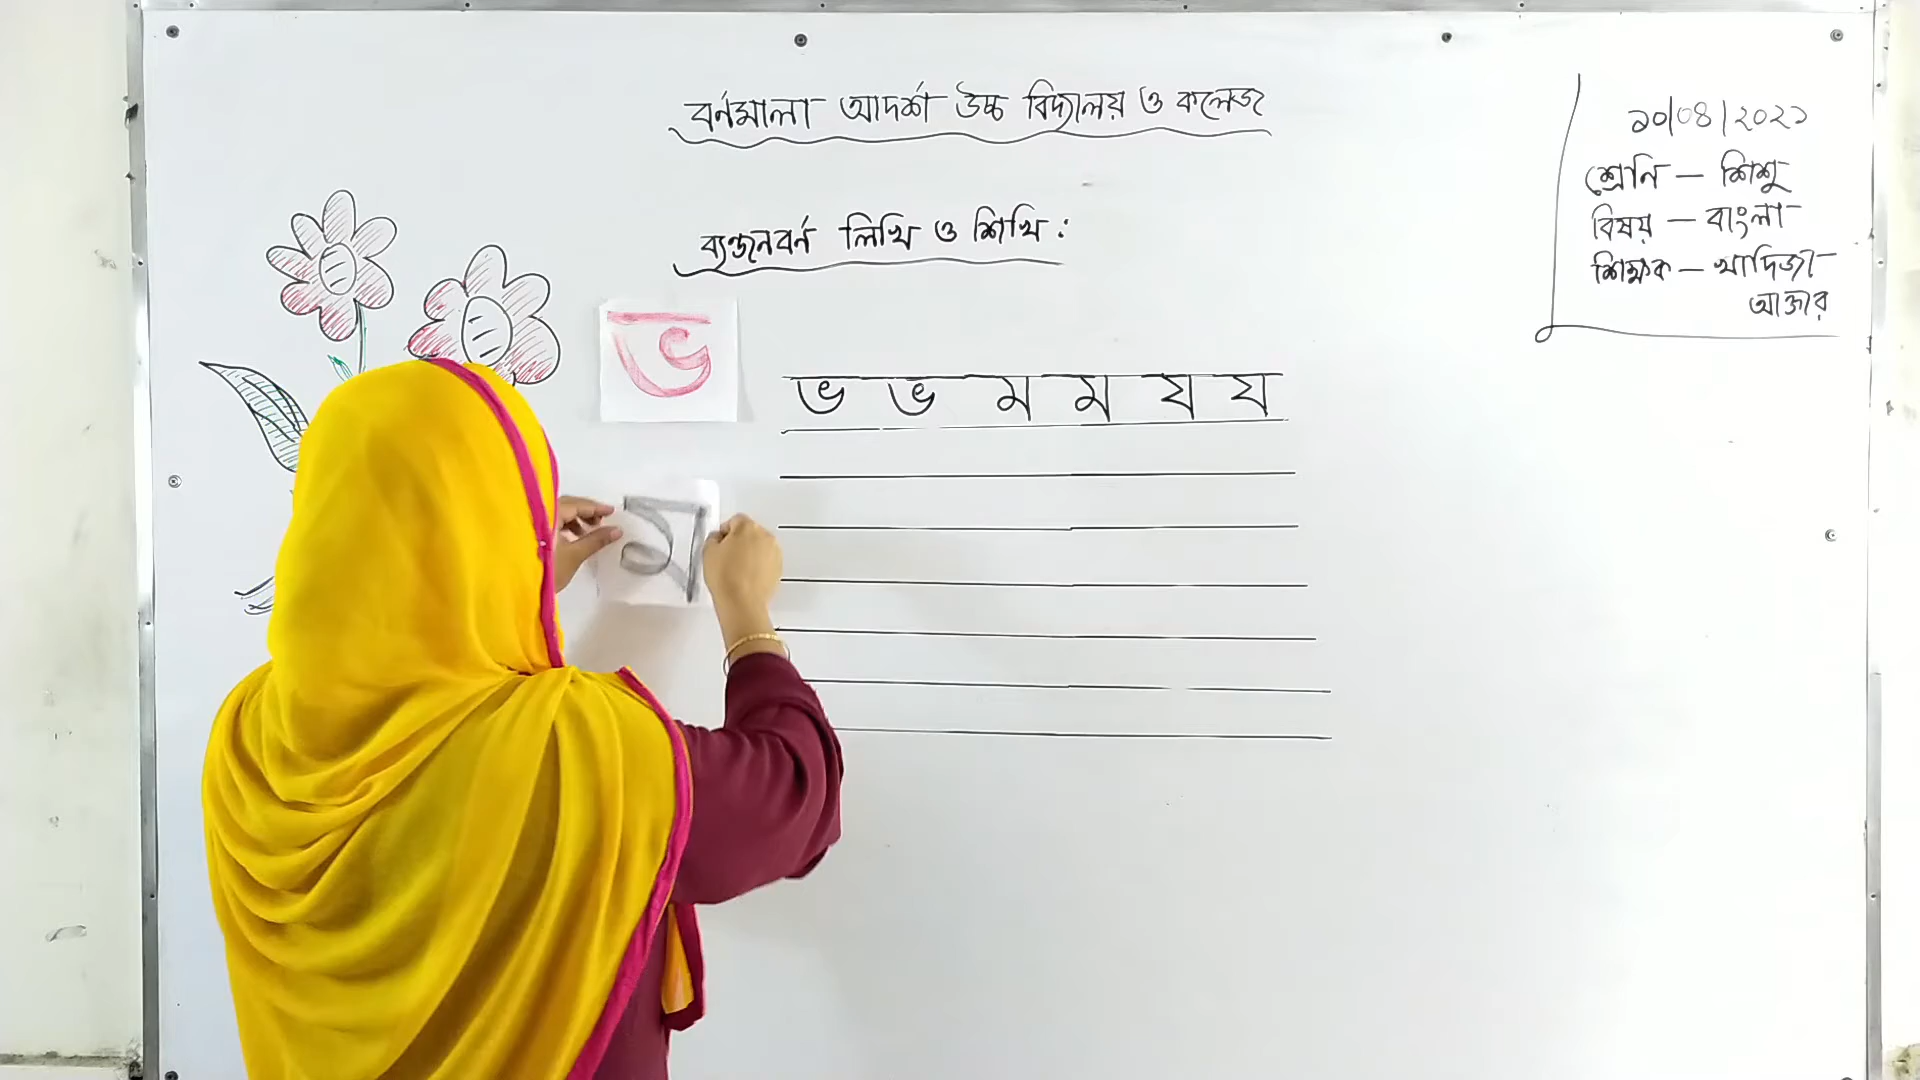 বর্ণমালা আদর্শ উচ্চ বিদ্যালয় ও কলেজ
১০/০৪/২০২১
শ্রেনি – শিশু
বিষয় – বাংলা
শিক্ষক – খাদিজা
আক্তার
ব্যঞ্জনবর্ন লিখি ও শিখি :
ভ
ভ ভ ম ম য য